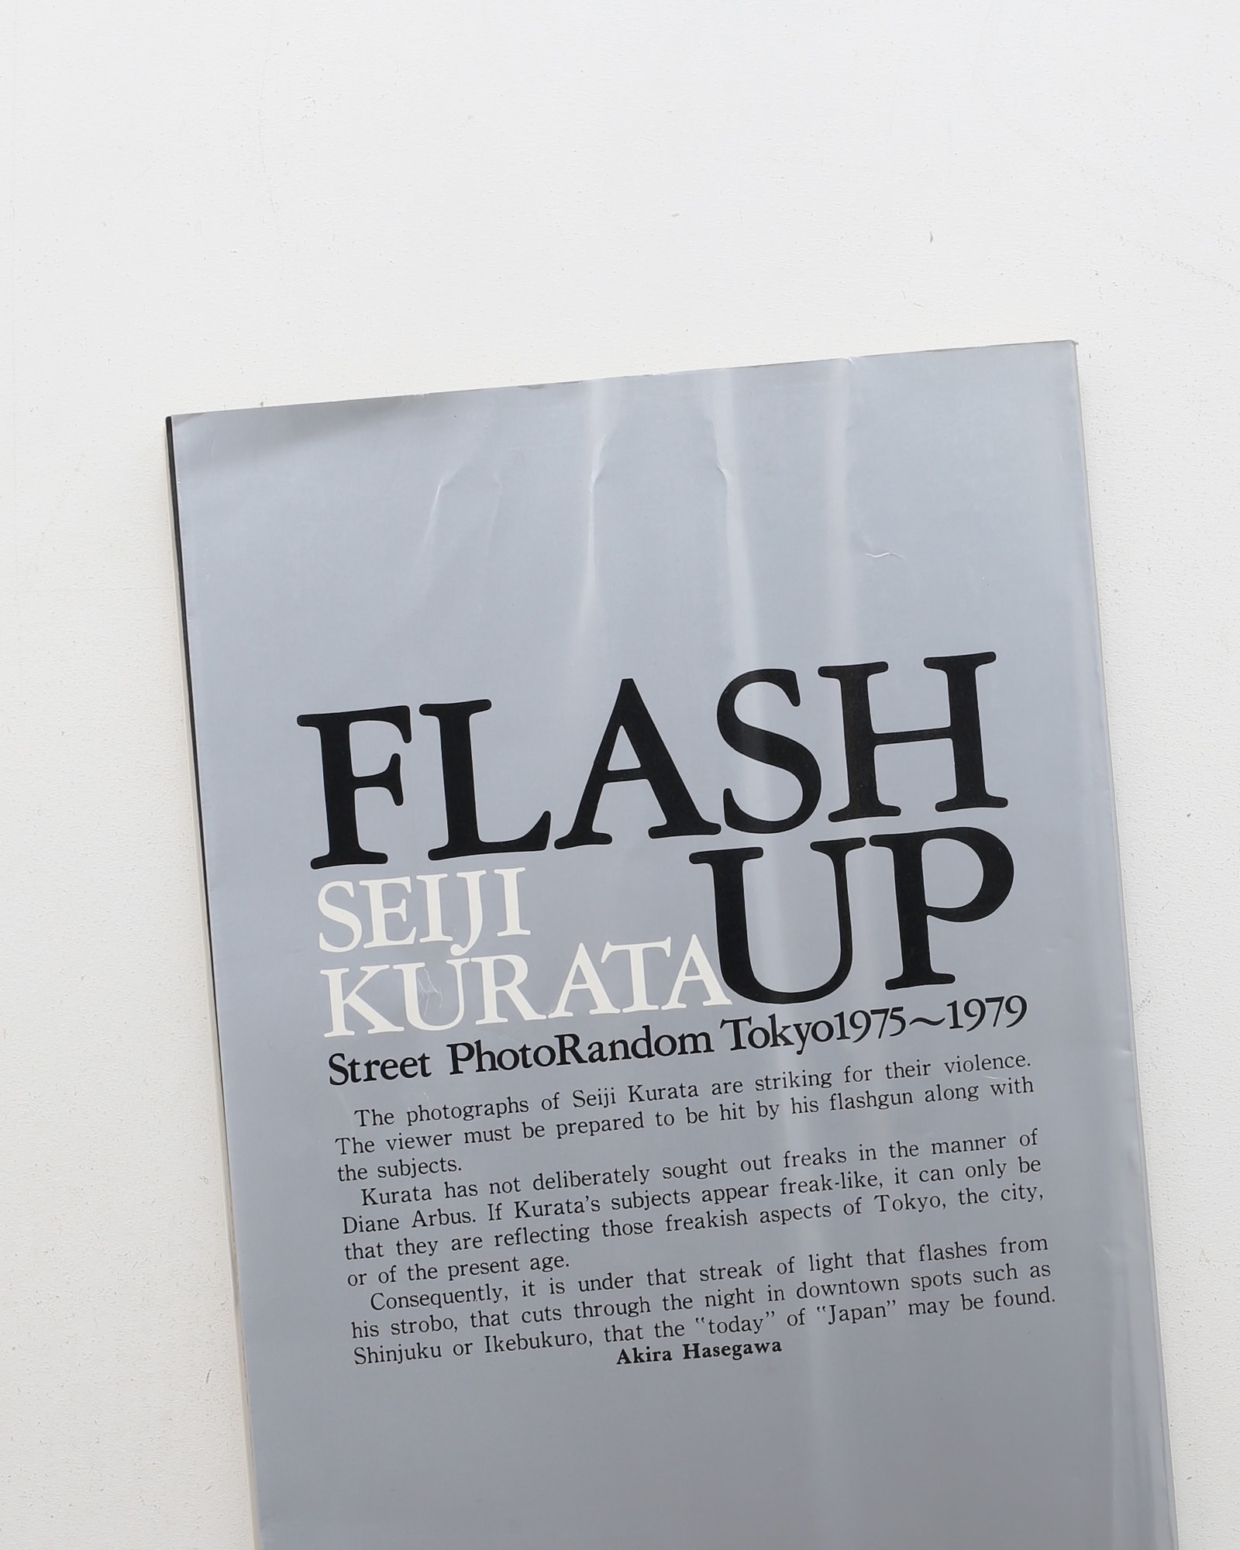 FLASH
UP
SEIJI
KURATA
Street PhotoRandom Tokyo1975~1979
The photographs of Seiji Kurata are striking for their violence.
The viewer must be prepared to be hit by his flashgun along with
the subjects.
Kurata has not deliberately sought out freaks in the manner of
Diane Arbus. If Kurata's subjects appear freak-like, it can only be
that they are reflecting those freakish aspects of Tokyo, the city,
or of the present age.
Consequently, it is under that streak of light that flashes from
his strobo, that cuts through the night in downtown spots such as
Shinjuku or Ikebukuro, that the "today" of "Japan" may be found.
Akira Hasegawa